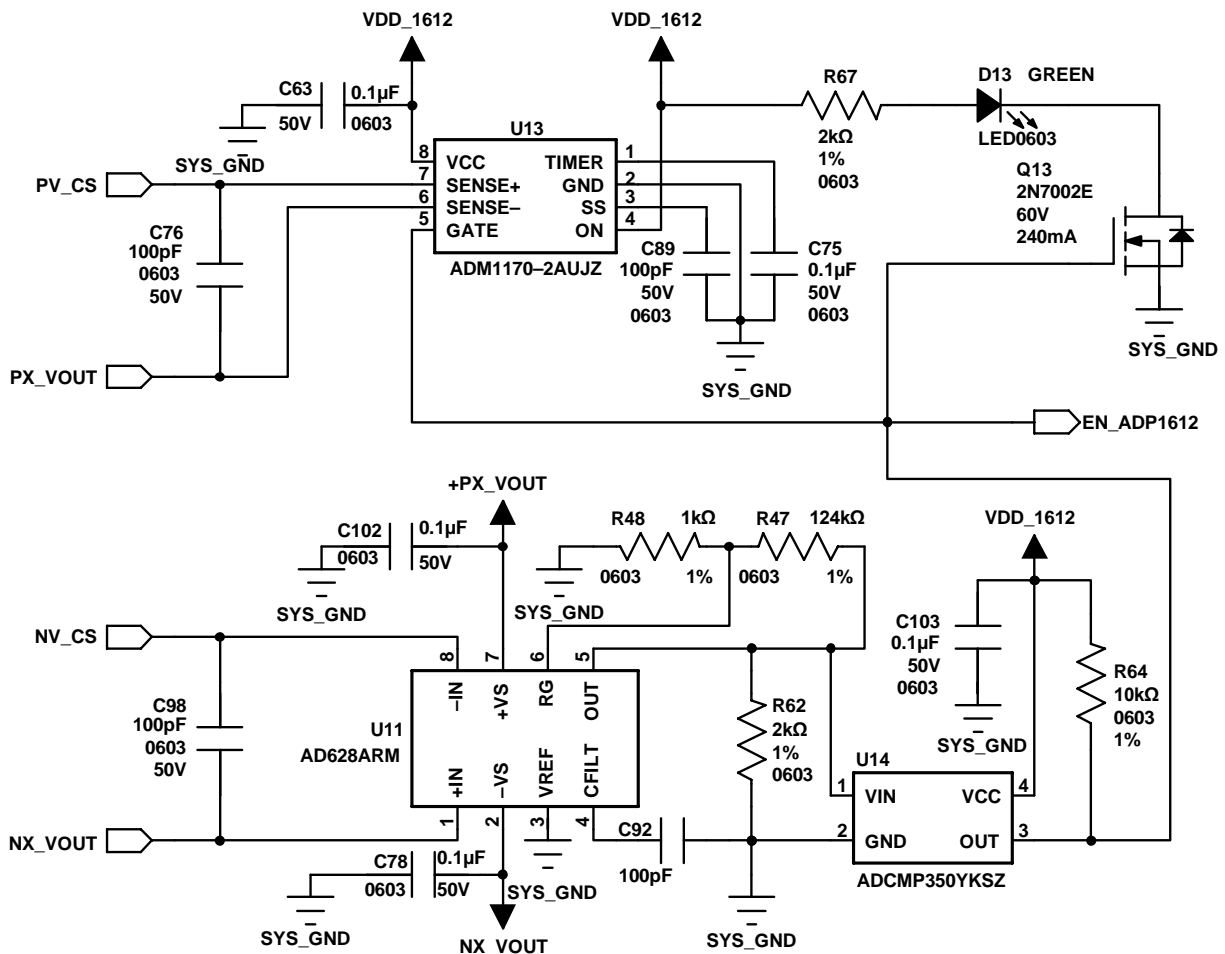 VDD_1612
VDD_1612
C63
0.1µF
50V
0603
SYS_GND
R67
2kΩ
1%
0603
D13 GREEN
LED0603
U13
8 VCC
7 SENSE+
6 SENSE–
5 GATE
TIMER 1
GND 2
SS 3
ON 4
ADM1170–2AUJZ
PV_CS
C76
100pF
0603
50V
PX_VOUT
C89
100pF
50V
0603
C75
0.1µF
50V
0603
SYS_GND
Q13
2N7002E
60V
240mA
SYS_GND
EN_ADP1612
+PX_VOUT
C102
0603
0.1µF
50V
SYS_GND
R48
1kΩ
0603
1%
R47
124kΩ
0603
1%
SYS_GND
VDD_1612
C103
0.1µF
50V
0603
SYS_GND
R64
10kΩ
0603
1%
NV_CS
C98
100pF
0603
50V
NX_VOUT
8 7 6 5
–IN +VS RG OUT
U11
AD628ARM
+IN –VS VREF CFILT
1 2 3 4
R62
2kΩ
1%
0603
C92
100pF
U14
1 VIN
2 GND
VCC 4
OUT 3
ADCMP350YKSZ
C78
0603
0.1µF
50V
SYS_GND
SYS_GND
NX_VOUT
SYS_GND